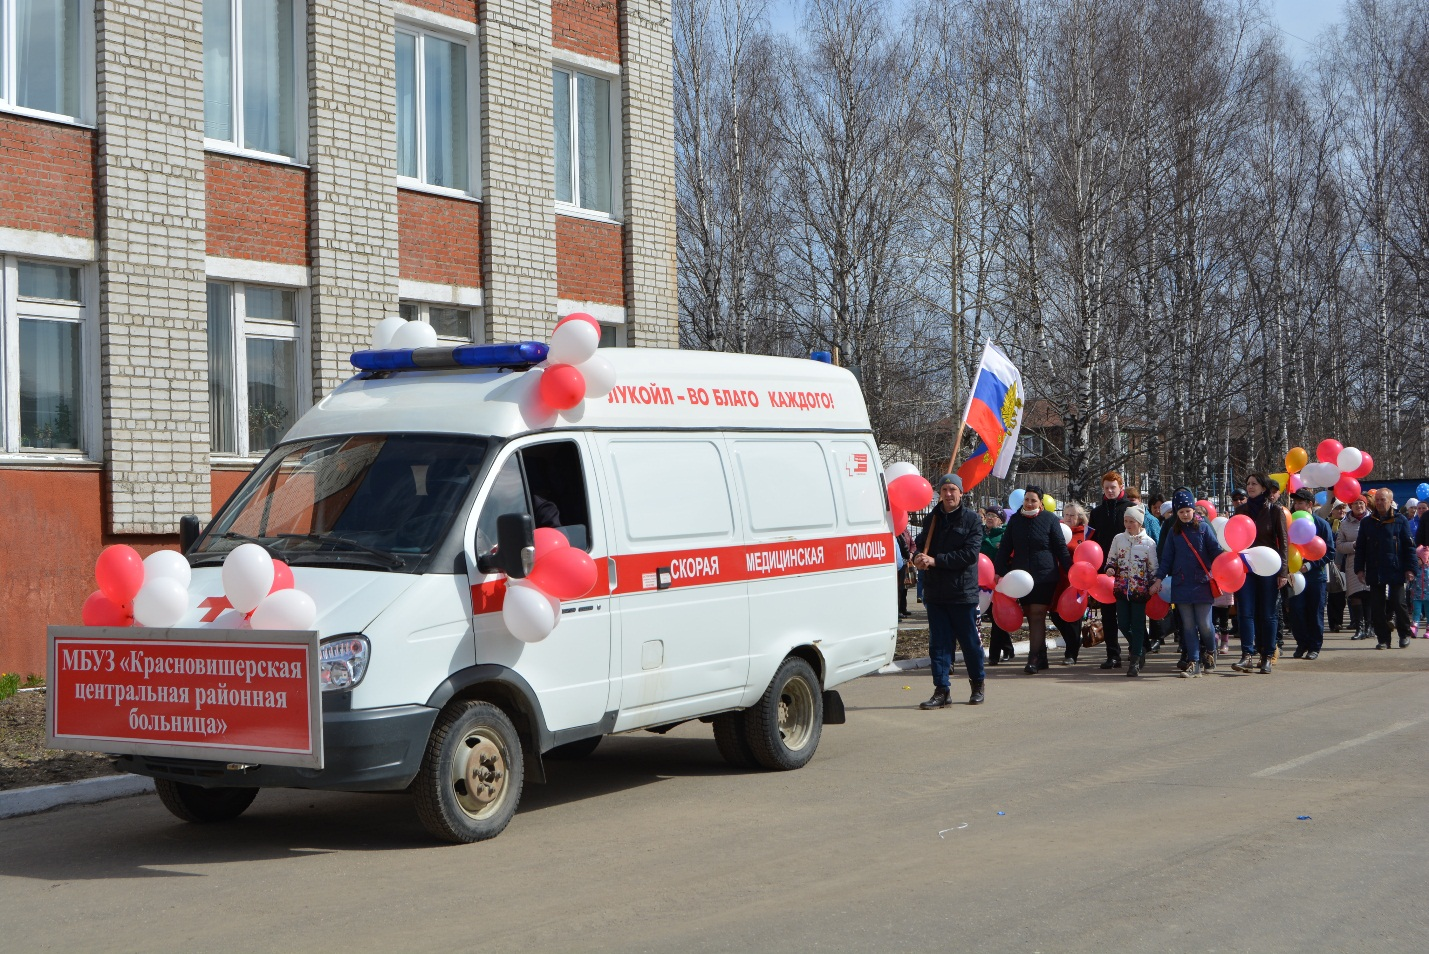 ЛУКОЙЛ – ВО БЛАГО КАЖДОГО!
СКОРАЯ МЕДИЦИНСКАЯ ПОМОЩЬ
МБУЗ «Красновишерская
центральная районная
больница»